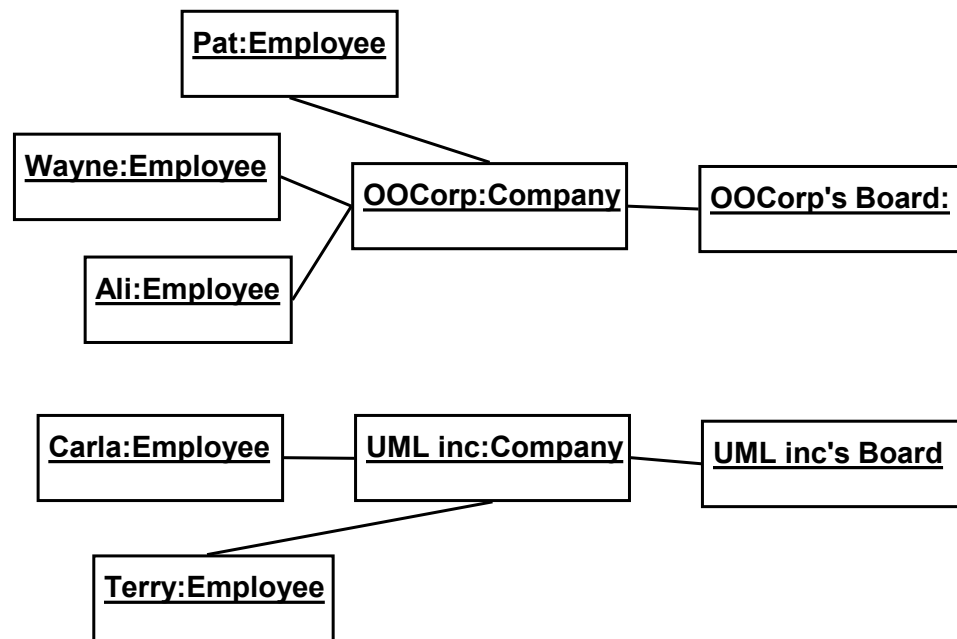 Pat:Employee
Wayne:Employee
OOCorp:Company
OOCorp's Board:
Ali:Employee
Carla:Employee
UML inc:Company
UML inc's Board
Terry:Employee